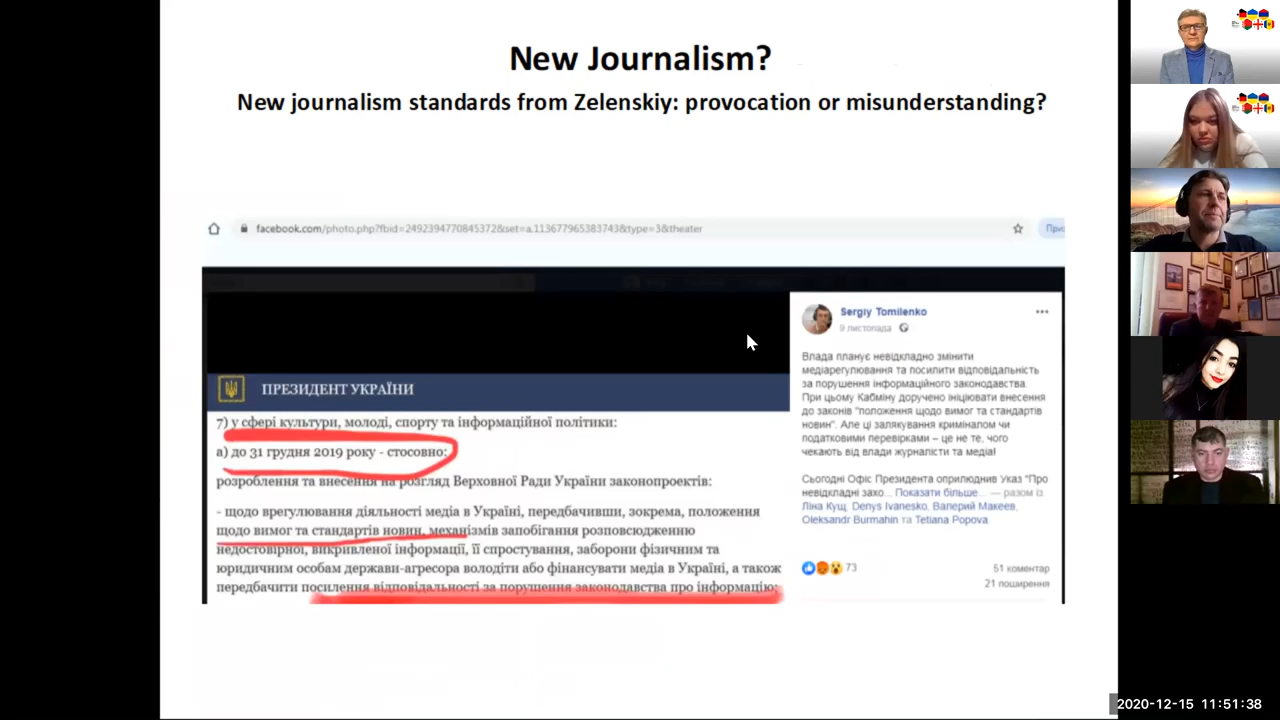 New Journalism?
New journalism standards from Zelenskiy: provocation or misunderstanding?
facebook.com/photo.php?fbid=2492394770845372&set=a.113677965383743&type=3&theater
ПРЕЗИДЕНТ УКРАЇНИ
7) у сфері культури, молоді, спорту та інформаційної політики:
а) до 31 грудня 2019 року - стосовно:
розроблення та внесення на розгляд Верховної Ради України законопроектів:
- щодо врегулювання діяльності медіа в Україні, передбачивши, зокрема, положення
щодо вимог та стандартів новин, механізмів запобігання розповсюдженню
недостовірної, викривленої інформації, її спростування, заборони фізичним та
юридичним особам держави-агресора володіти або фінансувати медіа в Україні, а також
передбачити посилення відповідальності за порушення законодавства про інформацію;
Sergiy Tomilenko
9 листопада
Влада планує невідкладно змінити
медіарегулювання та посилити відповідальність
за порушення інформаційного законодавства.
При цьому Кабміну доручено ініціювати внесення
до законів "положення щодо вимог та стандартів
новин". Але ці залякування криміналом чи
податковими перевірками – це не те, чого
чекають від влади журналісти та медіа!
Сьогодні Офіс Президента оприлюднив Указ "Про
невідкладні захо... Показати більше... — разом із
Ліна Кущ, Denys Ivanesko, Валерий Макеев,
Oleksandr Burmahin та Tetiana Popova.
73
51 коментар
21 поширення
2020-12-15 11:51:38